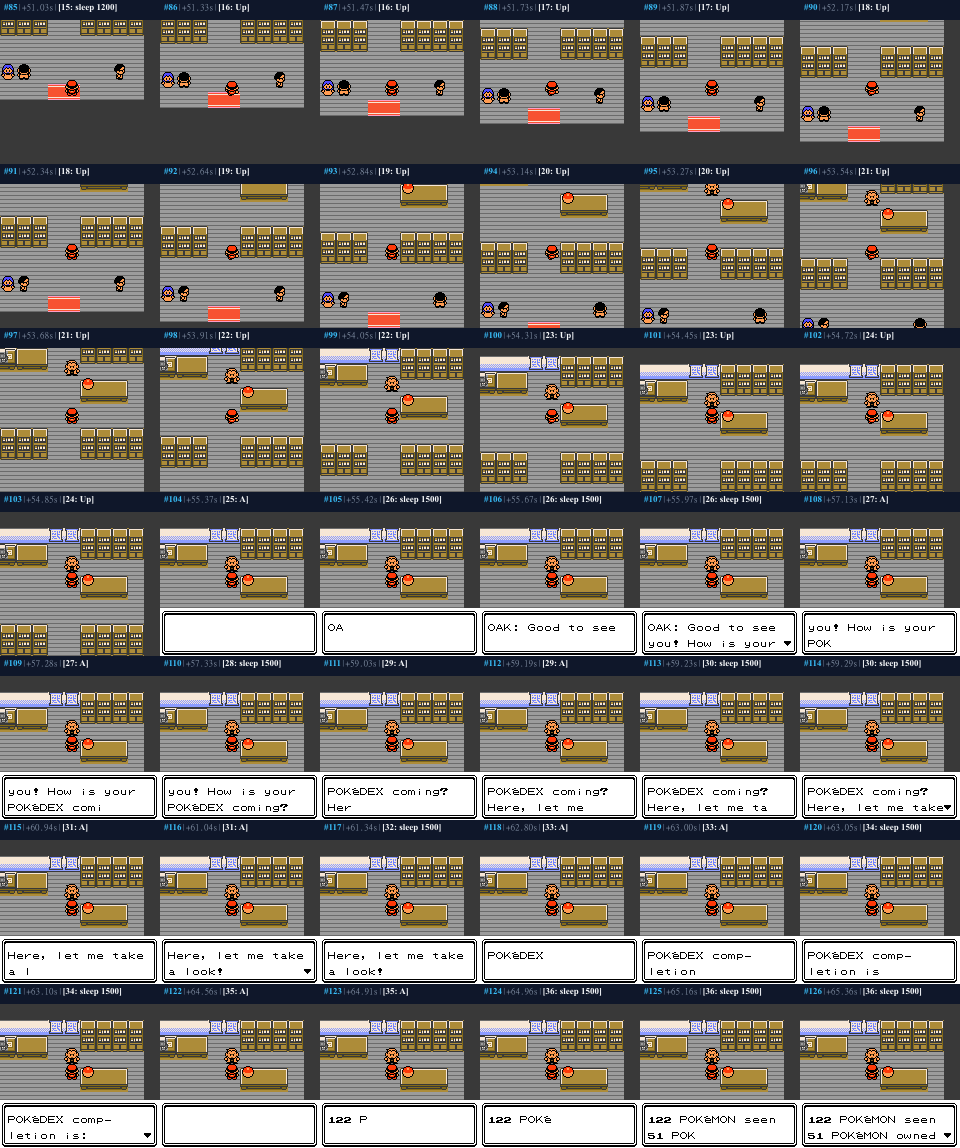 #85|+51.03s|[15: sleep 1200]
#86|+51.33s|[16: Up]
#87|+51.47s|[16: Up]
#88|+51.73s|[17: Up]
#89|+51.87s|[17: Up]
#90|+52.17s|[18: Up]
#91|+52.34s|[18: Up]
#92|+52.64s|[19: Up]
#93|+52.84s|[19: Up]
#94|+53.14s|[20: Up]
#95|+53.27s|[20: Up]
#96|+53.54s|[21: Up]
#97|+53.68s|[21: Up]
#98|+53.91s|[22: Up]
#99|+54.05s|[22: Up]
#100|+54.31s|[23: Up]
#101|+54.45s|[23: Up]
#102|+54.72s|[24: Up]
#103|+54.85s|[24: Up]
#104|+55.37s|[25: A]
#105|+55.42s|[26: sleep 1500]
OA
#106|+55.67s|[26: sleep 1500]
OAK: Good to see
#107|+55.97s|[26: sleep 1500]
OAK: Good to see
you! How is your
#108|+57.13s|[27: A]
you! How is your
POK
#109|+57.28s|[27: A]
you! How is your
POKéDEX comi
#110|+57.33s|[28: sleep 1500]
you! How is your
POKéDEX coming?
#111|+59.03s|[29: A]
POKéDEX coming?
Her
#112|+59.19s|[29: A]
POKéDEX coming?
Here, let me
#113|+59.23s|[30: sleep 1500]
POKéDEX coming?
Here, let me ta
#114|+59.29s|[30: sleep 1500]
POKéDEX coming?
Here, let me take
#115|+60.94s|[31: A]
Here, let me take
a l
#116|+61.04s|[31: A]
Here, let me take
a look!
#117|+61.34s|[32: sleep 1500]
Here, let me take
a look!
#118|+62.80s|[33: A]
POKéDEX
#119|+63.00s|[33: A]
POKéDEX comp-
letion
#120|+63.05s|[34: sleep 1500]
POKéDEX comp-
letion is
#121|+63.10s|[34: sleep 1500]
POKéDEX comp-
letion is:
#122|+64.56s|[35: A]
#123|+64.91s|[35: A]
122 P
#124|+64.96s|[36: sleep 1500]
122 POKé
#125|+65.16s|[36: sleep 1500]
122 POKéMON seen
51 POK
#126|+65.36s|[36: sleep 1500]
122 POKéMON seen
51 POKéMON owned